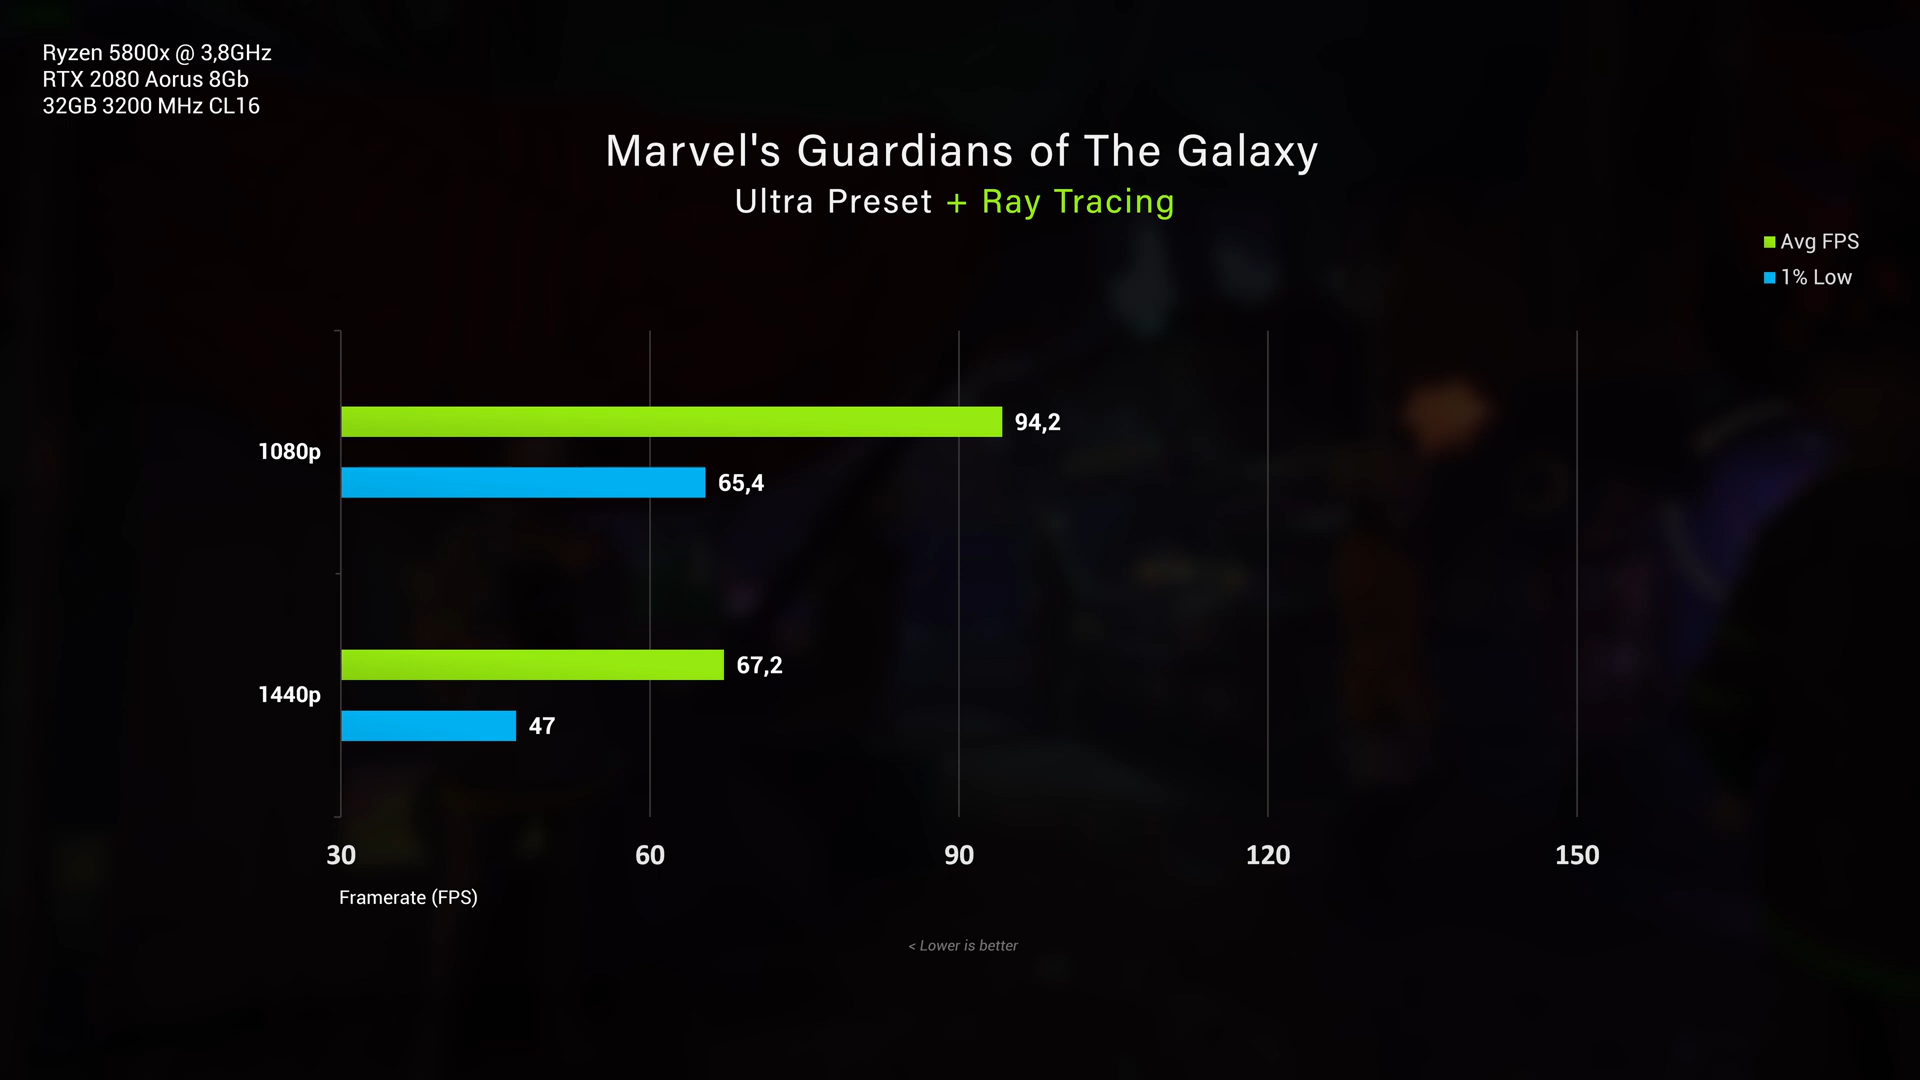 Ryzen 5800x @ 3,8GHz
RTX 2080 Aorus 8Gb
32GB 3200 MHz CL16
Marvel's Guardians of The Galaxy
Ultra Preset + Ray Tracing
Avg FPS
1% Low
94,2
1080p
65,4
67,2
1440p
47
30 60 90 120 150
Framerate (FPS)
< Lower is better